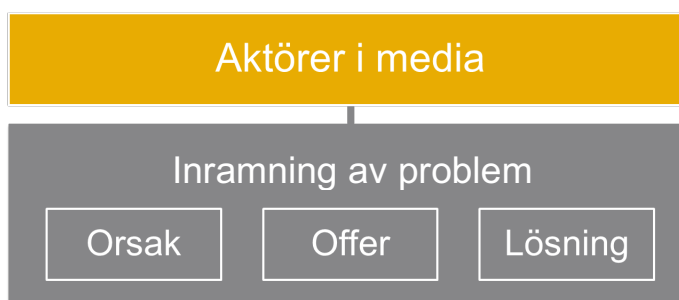 Aktörer i media
Inramning av problem
Orsak
Offer
Lösning